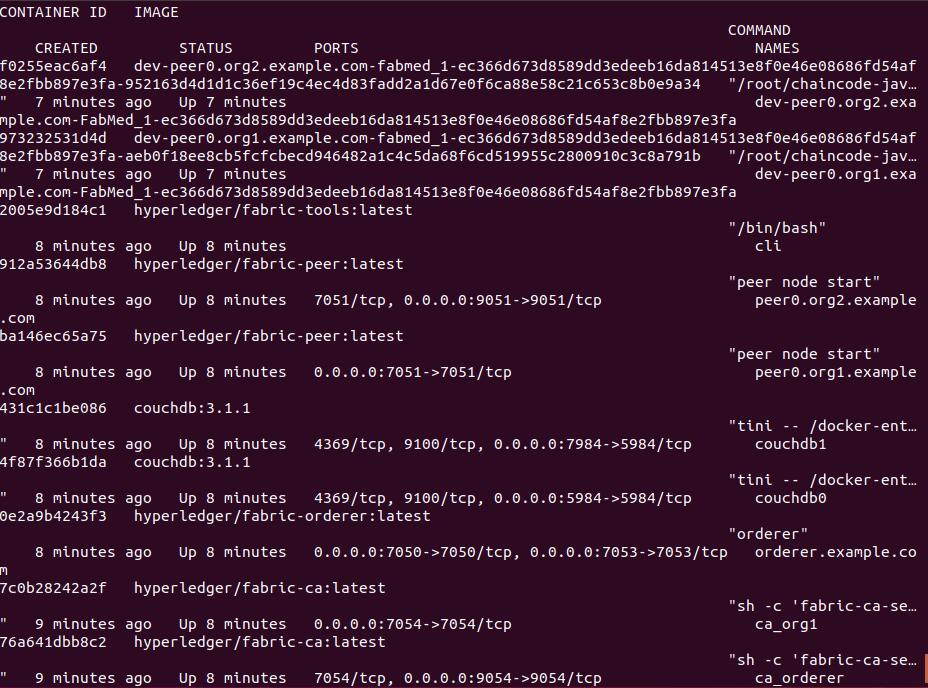 CONTAINER ID   IMAGE
COMMAND
CREATED         STATUS         PORTS                                            NAMES
f0255eac6af4   dev-peer0.org2.example.com-fabmed_1-ec366d673d8589dd3edeeb16da814513e8f0e46e08686fd54af
8e2fbb897e3fa-952163d4d1d1c36ef19c4ec4d83fadd2a1d67e0f6ca88e58c21c653c8b0e9a34   "/root/chaincode-jav…
"   7 minutes ago   Up 7 minutes                                                    dev-peer0.org2.exa
mple.com-FabMed_1-ec366d673d8589dd3edeeb16da814513e8f0e46e08686fd54af8e2fbb897e3fa
973232531d4d   dev-peer0.org1.example.com-fabmed_1-ec366d673d8589dd3edeeb16da814513e8f0e46e08686fd54af
8e2fbb897e3fa-aeb0f18ee8cb5fcfcbecd946482a1c4c5da68f6cd519955c2800910c3c8a791b   "/root/chaincode-jav…
"   7 minutes ago   Up 7 minutes                                                    dev-peer0.org1.exa
mple.com-FabMed_1-ec366d673d8589dd3edeeb16da814513e8f0e46e08686fd54af8e2fbb897e3fa
2005e9d184c1   hyperledger/fabric-tools:latest
"/bin/bash"
8 minutes ago   Up 8 minutes                                                    cli
912a53644db8   hyperledger/fabric-peer:latest
"peer node start"
8 minutes ago   Up 8 minutes   7051/tcp, 0.0.0.0:9051->9051/tcp                 peer0.org2.example
.com
ba146ec65a75   hyperledger/fabric-peer:latest
"peer node start"
8 minutes ago   Up 8 minutes   0.0.0.0:7051->7051/tcp                           peer0.org1.example
.com
431c1c1be086   couchdb:3.1.1
"tini -- /docker-ent…
"   8 minutes ago   Up 8 minutes   4369/tcp, 9100/tcp, 0.0.0.0:7984->5984/tcp       couchdb1
4f87f366b1da   couchdb:3.1.1
"tini -- /docker-ent…
"   8 minutes ago   Up 8 minutes   4369/tcp, 9100/tcp, 0.0.0.0:5984->5984/tcp       couchdb0
0e2a9b4243f3   hyperledger/fabric-orderer:latest
"orderer"
8 minutes ago   Up 8 minutes   0.0.0.0:7050->7050/tcp, 0.0.0.0:7053->7053/tcp   orderer.example.co
m
7c0b28242a2f   hyperledger/fabric-ca:latest
"sh -c 'fabric-ca-se…
"   9 minutes ago   Up 8 minutes   0.0.0.0:7054->7054/tcp                           ca_org1
76a641dbb8c2   hyperledger/fabric-ca:latest
"sh -c 'fabric-ca-se…
"   9 minutes ago   Up 8 minutes   7054/tcp, 0.0.0.0:9054->9054/tcp                 ca_orderer